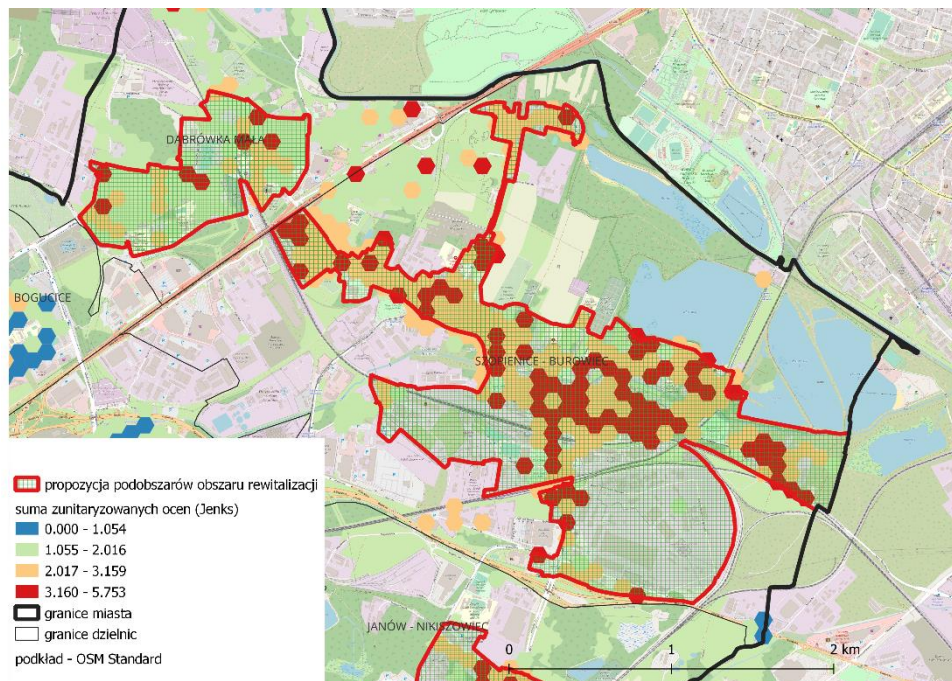 DĄBRÓWKA MAŁA
BOGUCICE
SZOPIENICE - BUROWIEC
JANÓW - NIKISZOWIEC
propozycja podobszarów obszaru rewitalizacji
suma zunitaryzowanych ocen (Jenks)
0.000 - 1.054
1.055 - 2.016
2.017 - 3.159
3.160 - 5.753
granice miasta
granice dzielnic
podkład - OSM Standard
0 1 2 km